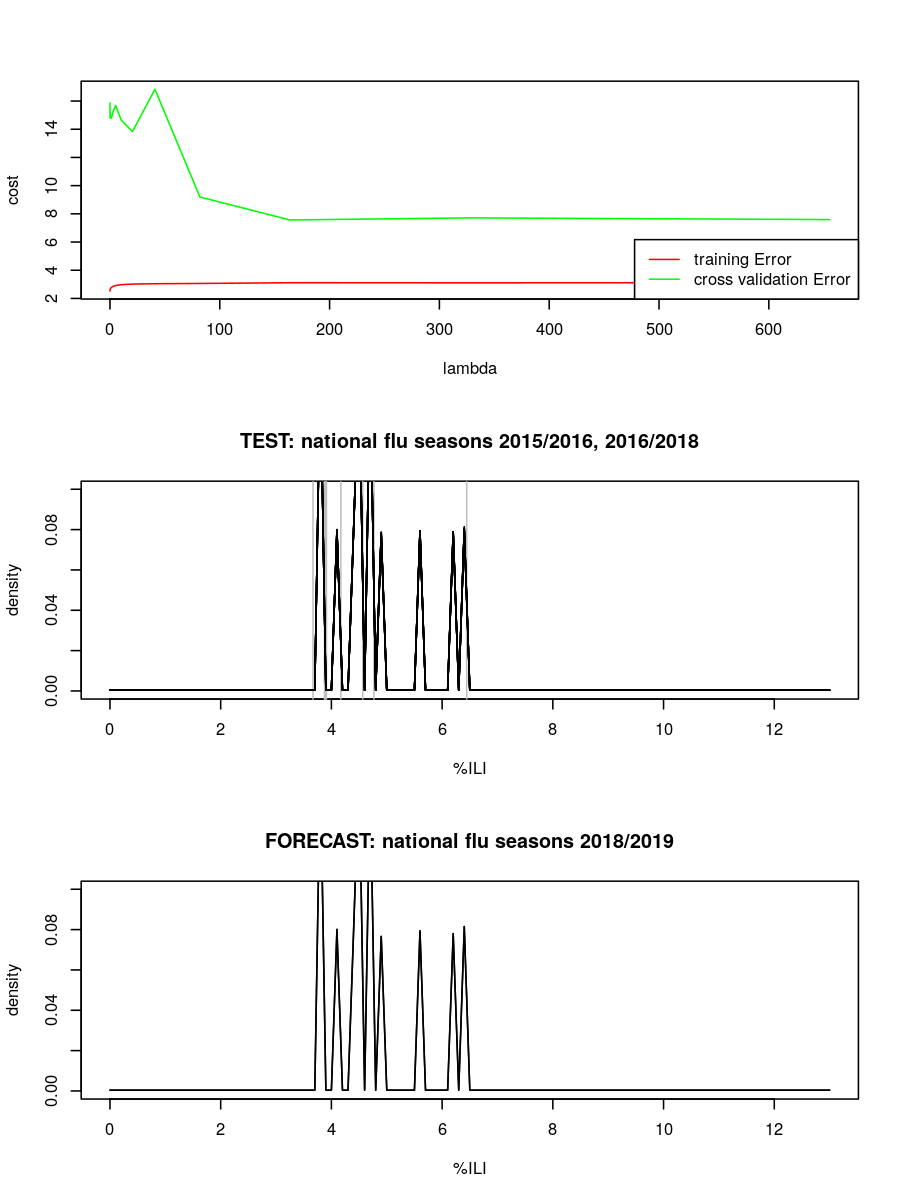 cost
2 4 6 8 10 14
training Error
cross validation Error
0 100 200 300 400 500 600
lambda
TEST: national flu seasons 2015/2016, 2016/2018
density
0.00 0.04 0.08
0 2 4 6 8 10 12
%ILI
FORECAST: national flu seasons 2018/2019
density
0.00 0.04 0.08
0 2 4 6 8 10 12
%ILI